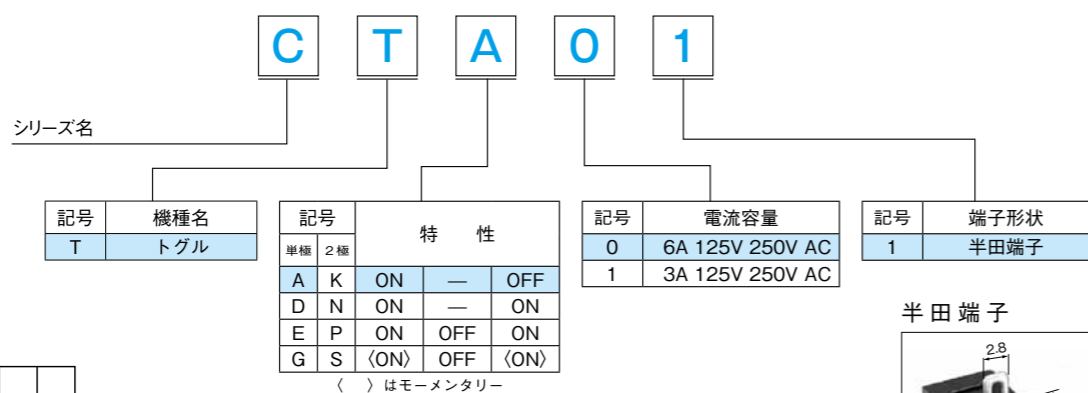 C T A 0 1
シリーズ名
記号 機種名
T トグル
記号 特 性
単極 2極
A K ON — OFF
D N ON — ON
E P ON OFF ON
G S 〈ON〉 OFF 〈ON〉
〈 〉はモーメンタリー
記号 電流容量
0 6A 125V 250V AC
1 3A 125V 250V AC
記号 端子形状
1 半田端子
半田端子
2.8